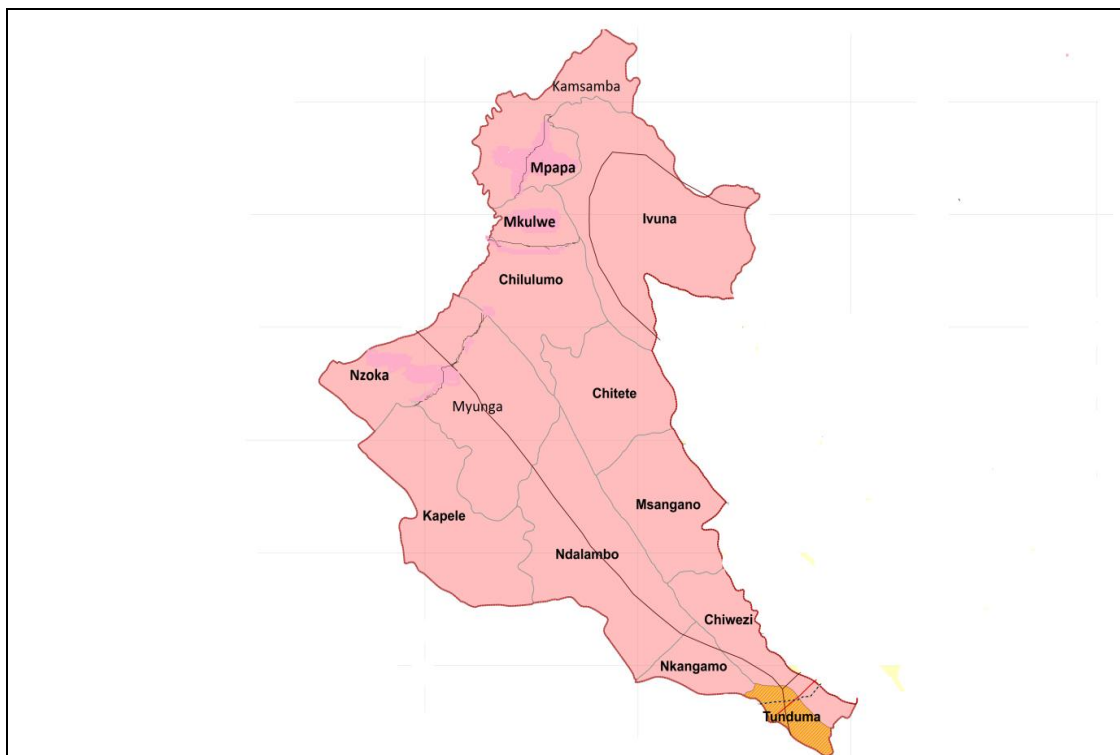 Kamsamba
Mpapa
Mkulwe
Ivuna
Chilulumo
Nzoka
Myunga
Chitete
Kapele
Msangano
Ndalambo
Chiwezi
Nkangamo
Tunduma